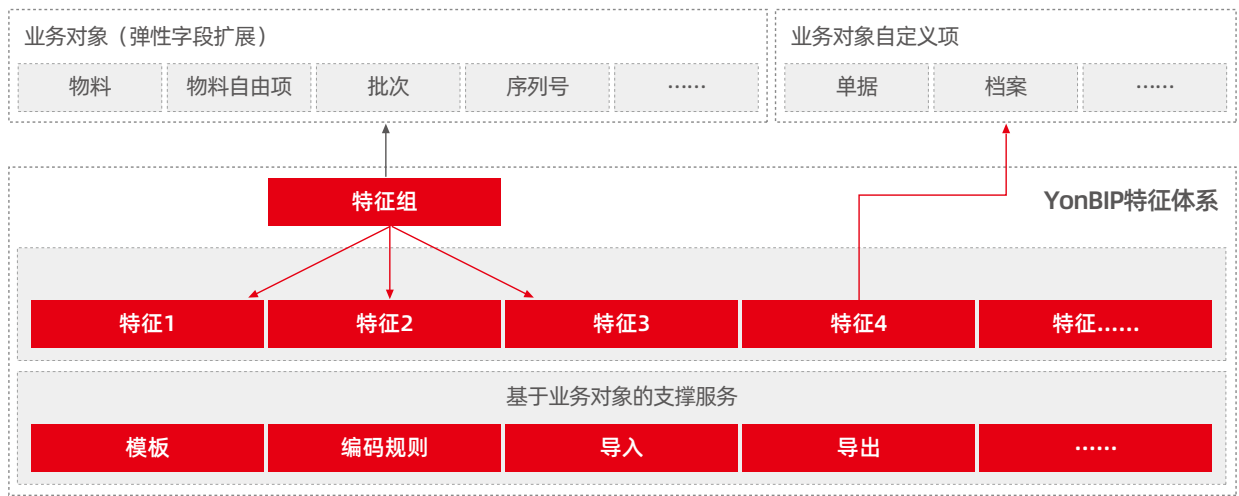 业务对象（弹性字段扩展）
物料 物料自由项 批次 序列号 ……
业务对象自定义项
单据 档案 ……
特征组
YonBIP特征体系
特征1 特征2 特征3 特征4 特征……
基于业务对象的支撑服务
模板 编码规则 导入 导出 ……